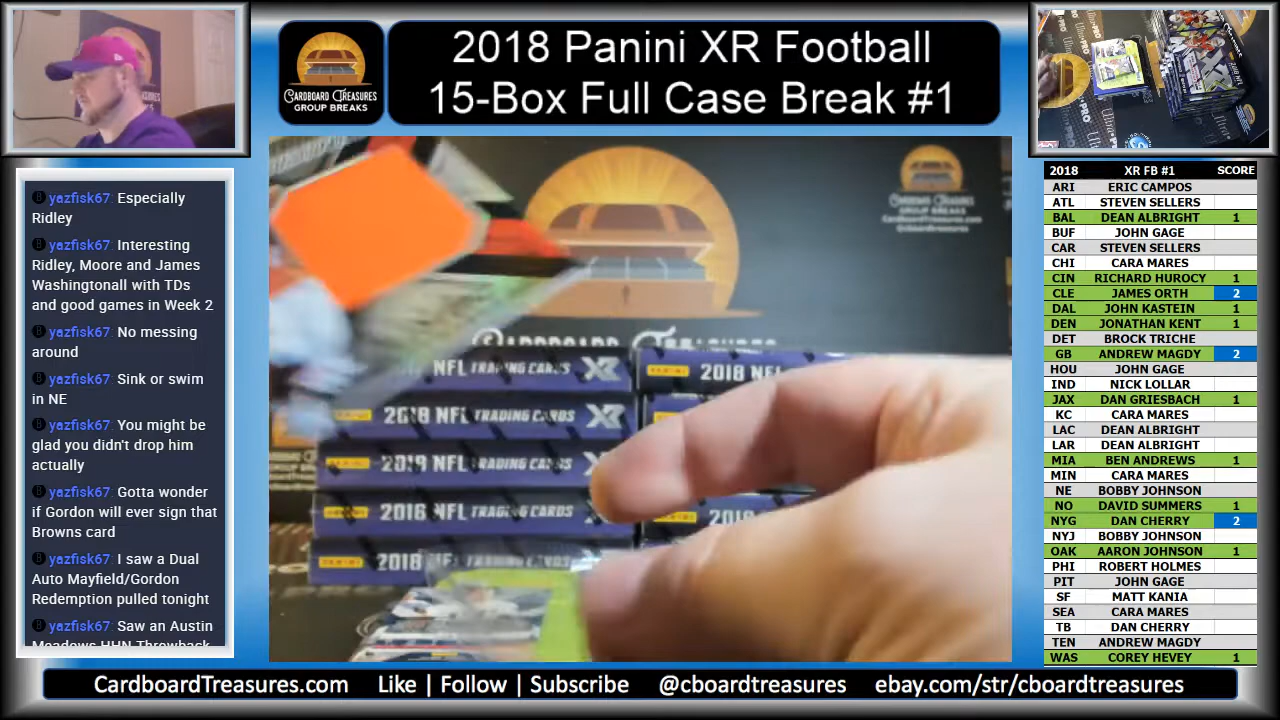 CARDBOARD TREASURES
GROUP BREAKS
2018 Panini XR Football
15-Box Full Case Break #1
yazfisk67: Especially
Ridley
yazfisk67: Interesting
Ridley, Moore and James
Washingtonall with TDs
and good games in Week 2
yazfisk67: No messing
around
yazfisk67: Sink or swim
in NE
yazfisk67: You might be
glad you didn't drop him
actually
yazfisk67: Gotta wonder
if Gordon will ever sign that
Browns card
yazfisk67: I saw a Dual
Auto Mayfield/Gordon
Redemption pulled tonight
yazfisk67: Saw an Austin
Meadows HHN Throwback
CARDBOARD TREASURES
GROUP BREAKS
CardboardTreasures.com
@cboardtreasures
NFL TRADING CARDS XR
2018 NFL
2018 NFL TRADING CARDS XR
2018 NFL TRADING CARDS
2018 NFL TRADING CARDS
2018
2018 NFL TRADING CARDS
2018 XR FB #1 SCORE
ARI ERIC CAMPOS
ATL STEVEN SELLERS
BAL DEAN ALBRIGHT 1
BUF JOHN GAGE
CAR STEVEN SELLERS
CHI CARA MARES
CIN RICHARD HUROCY 1
CLE JAMES ORTH 2
DAL JOHN KASTEIN 1
DEN JONATHAN KENT 1
DET BROCK TRICHE
GB ANDREW MAGDY 2
HOU JOHN GAGE
IND NICK LOLLAR
JAX DAN GRIESBACH 1
KC CARA MARES
LAC DEAN ALBRIGHT
LAR DEAN ALBRIGHT
MIA BEN ANDREWS 1
MIN CARA MARES
NE BOBBY JOHNSON
NO DAVID SUMMERS 1
NYG DAN CHERRY 2
NYJ BOBBY JOHNSON
OAK AARON JOHNSON 1
PHI ROBERT HOLMES
PIT JOHN GAGE
SF MATT KANIA
SEA CARA MARES
TB DAN CHERRY
TEN ANDREW MAGDY
WAS COREY HEVEY 1
CardboardTreasures.com Like | Follow | Subscribe @cboardtreasures ebay.com/str/cboardtreasures